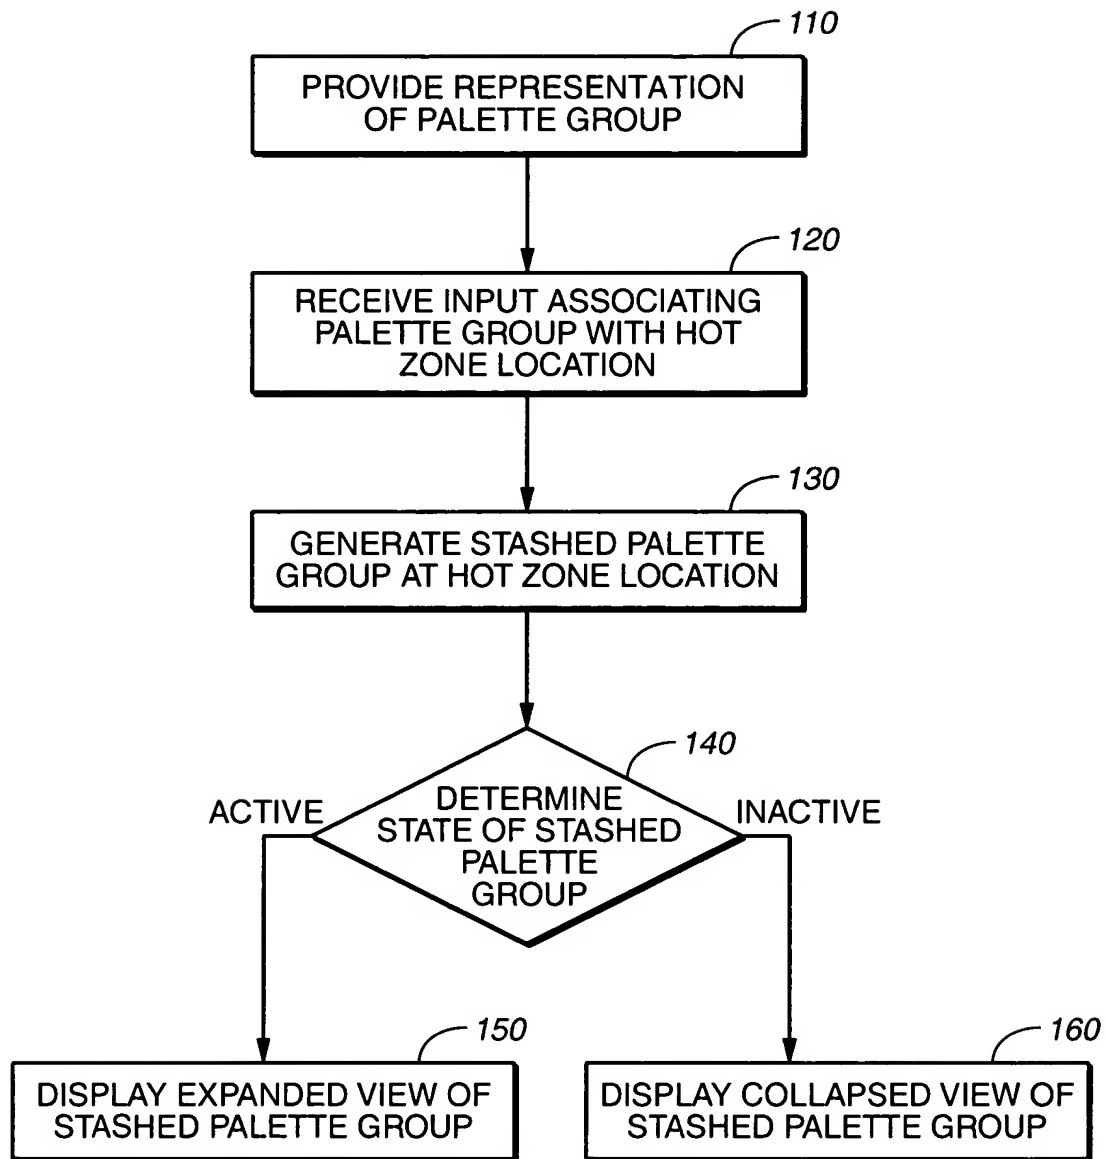 110
PROVIDE REPRESENTATION
OF PALETTE GROUP
120
RECEIVE INPUT ASSOCIATING
PALETTE GROUP WITH HOT
ZONE LOCATION
130
GENERATE STASHED PALETTE
GROUP AT HOT ZONE LOCATION
140
ACTIVE
DETERMINE
STATE OF STASHED
PALETTE
GROUP
INACTIVE
150
DISPLAY EXPANDED VIEW OF
STASHED PALETTE GROUP
160
DISPLAY COLLAPSED VIEW OF
STASHED PALETTE GROUP